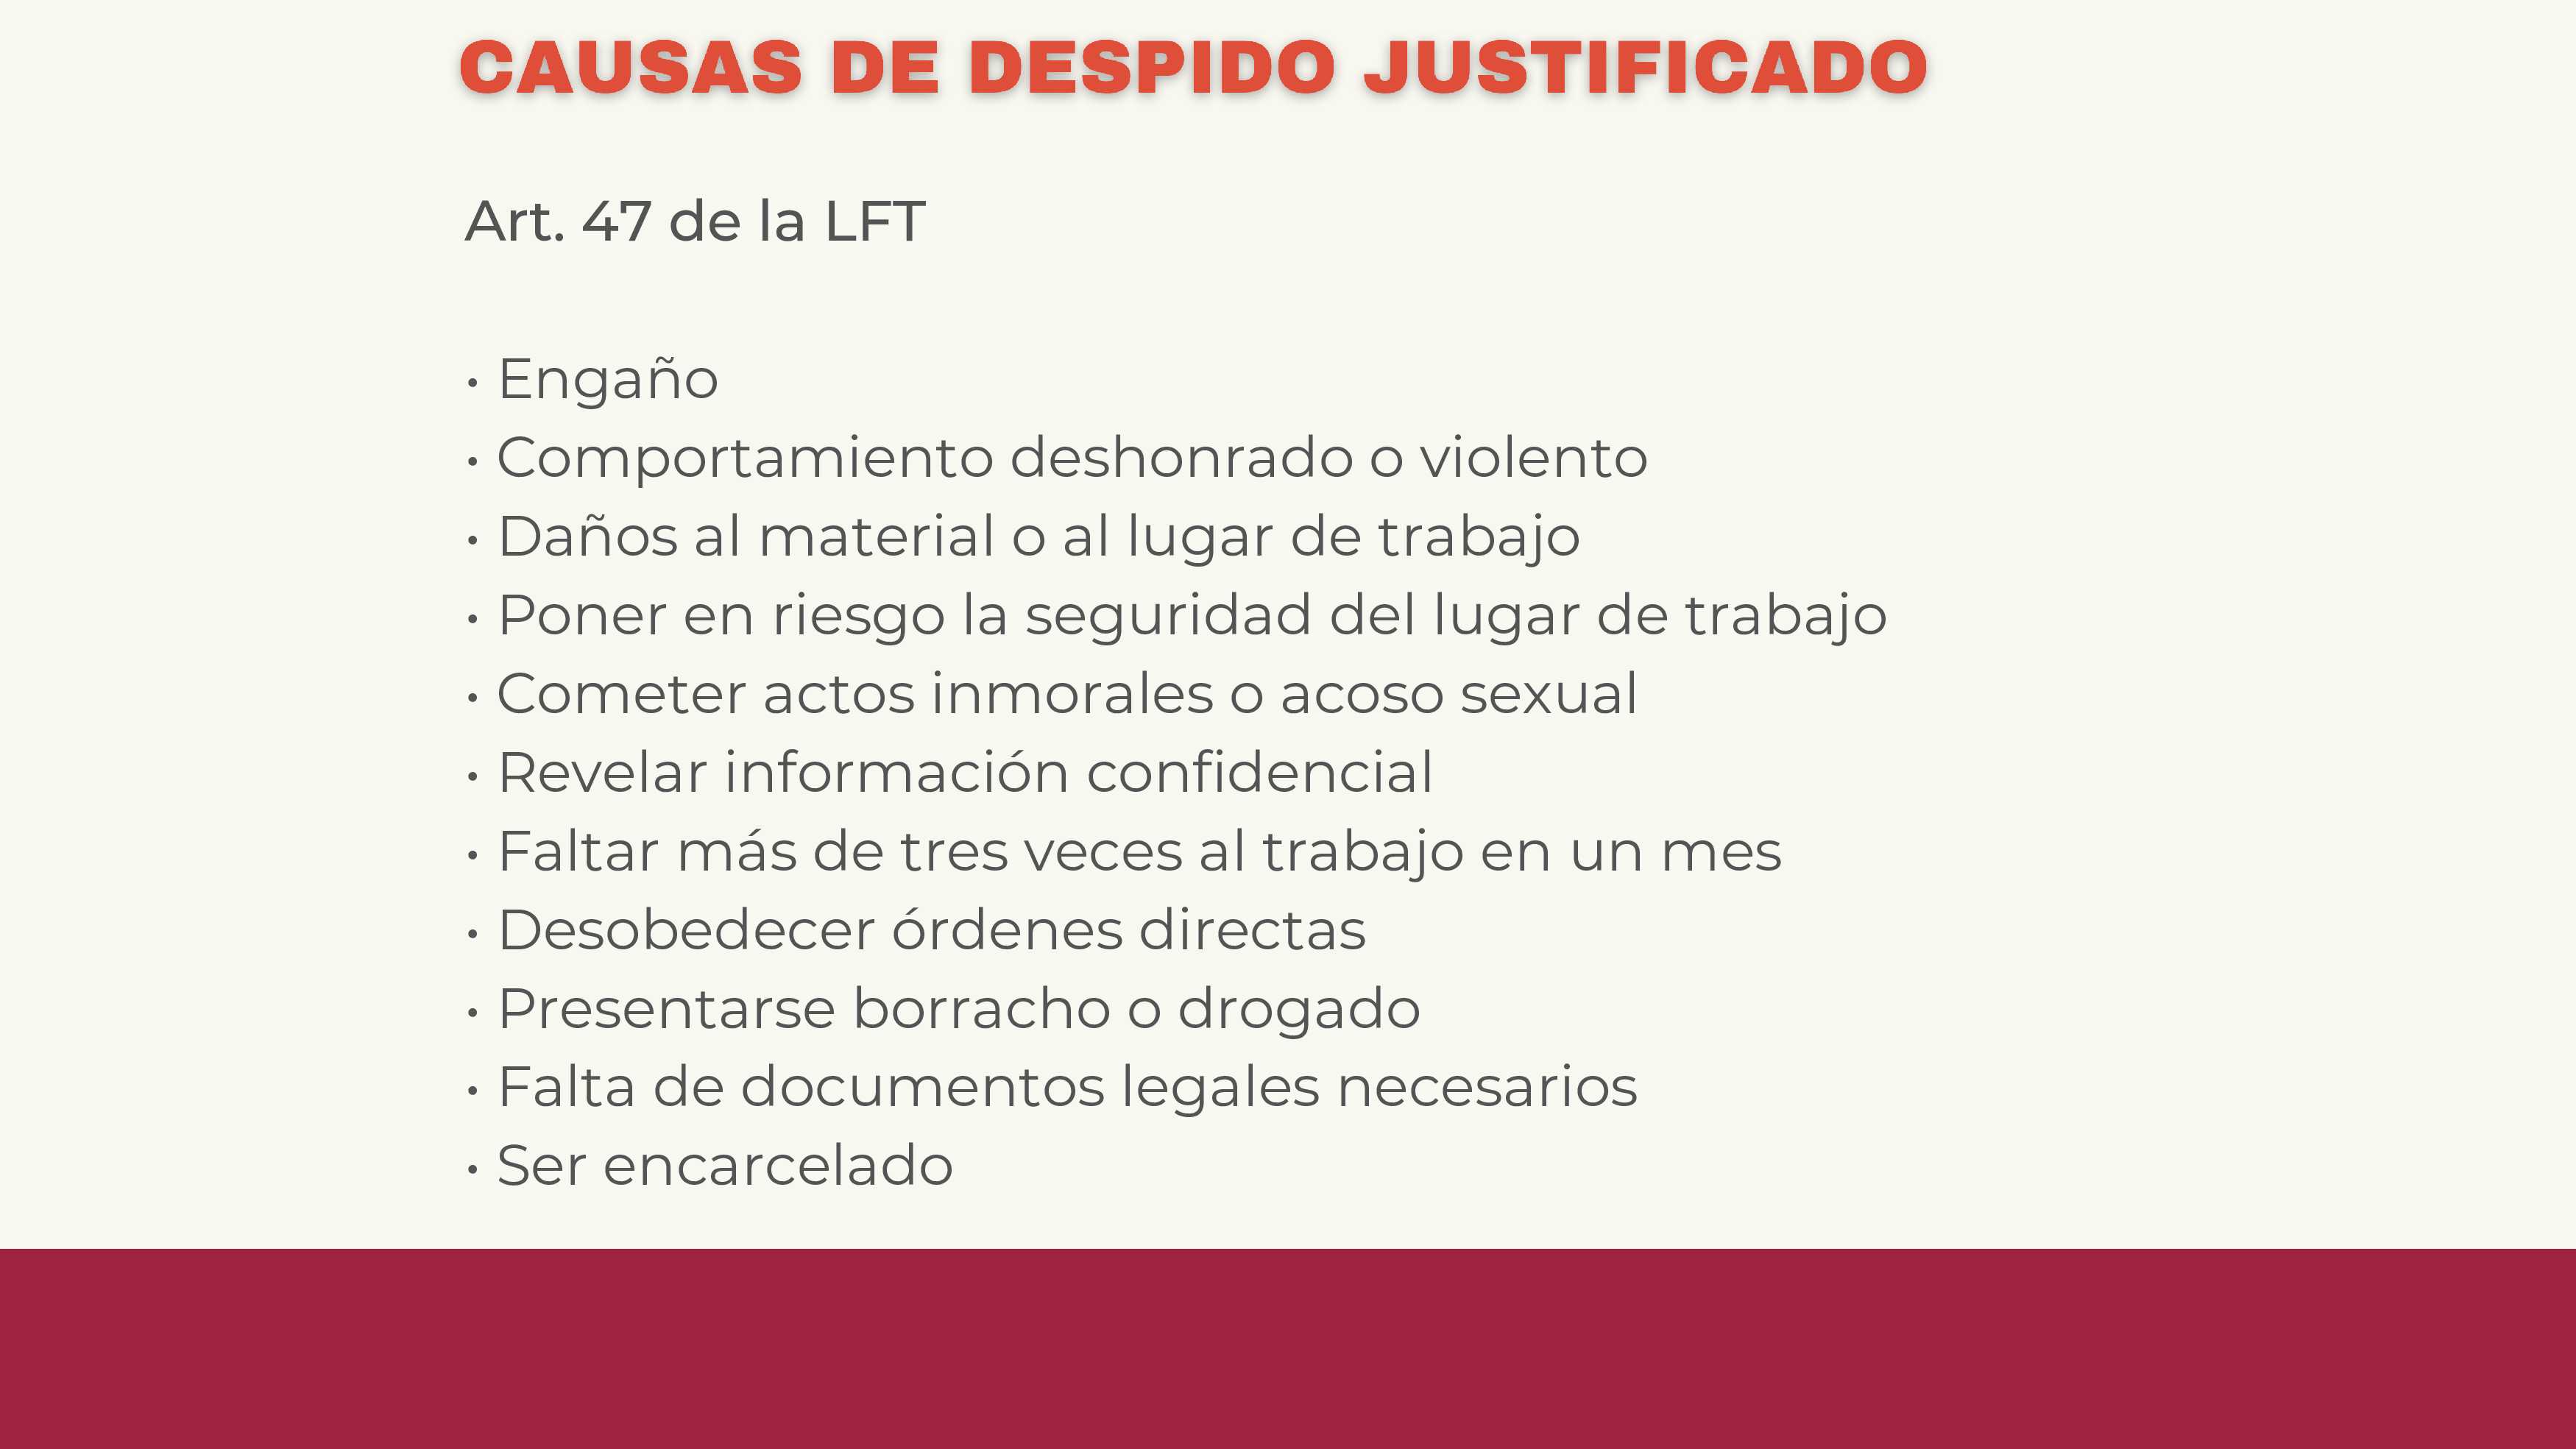 CAUSAS DE DESPIDO JUSTIFICADO
Art. 47 de la LFT
• Engaño
• Comportamiento deshonrado o violento
• Daños al material o al lugar de trabajo
• Poner en riesgo la seguridad del lugar de trabajo
• Cometer actos inmorales o acoso sexual
• Revelar información confidencial
• Faltar más de tres veces al trabajo en un mes
• Desobedecer órdenes directas
• Presentarse borracho o drogado
• Falta de documentos legales necesarios
• Ser encarcelado